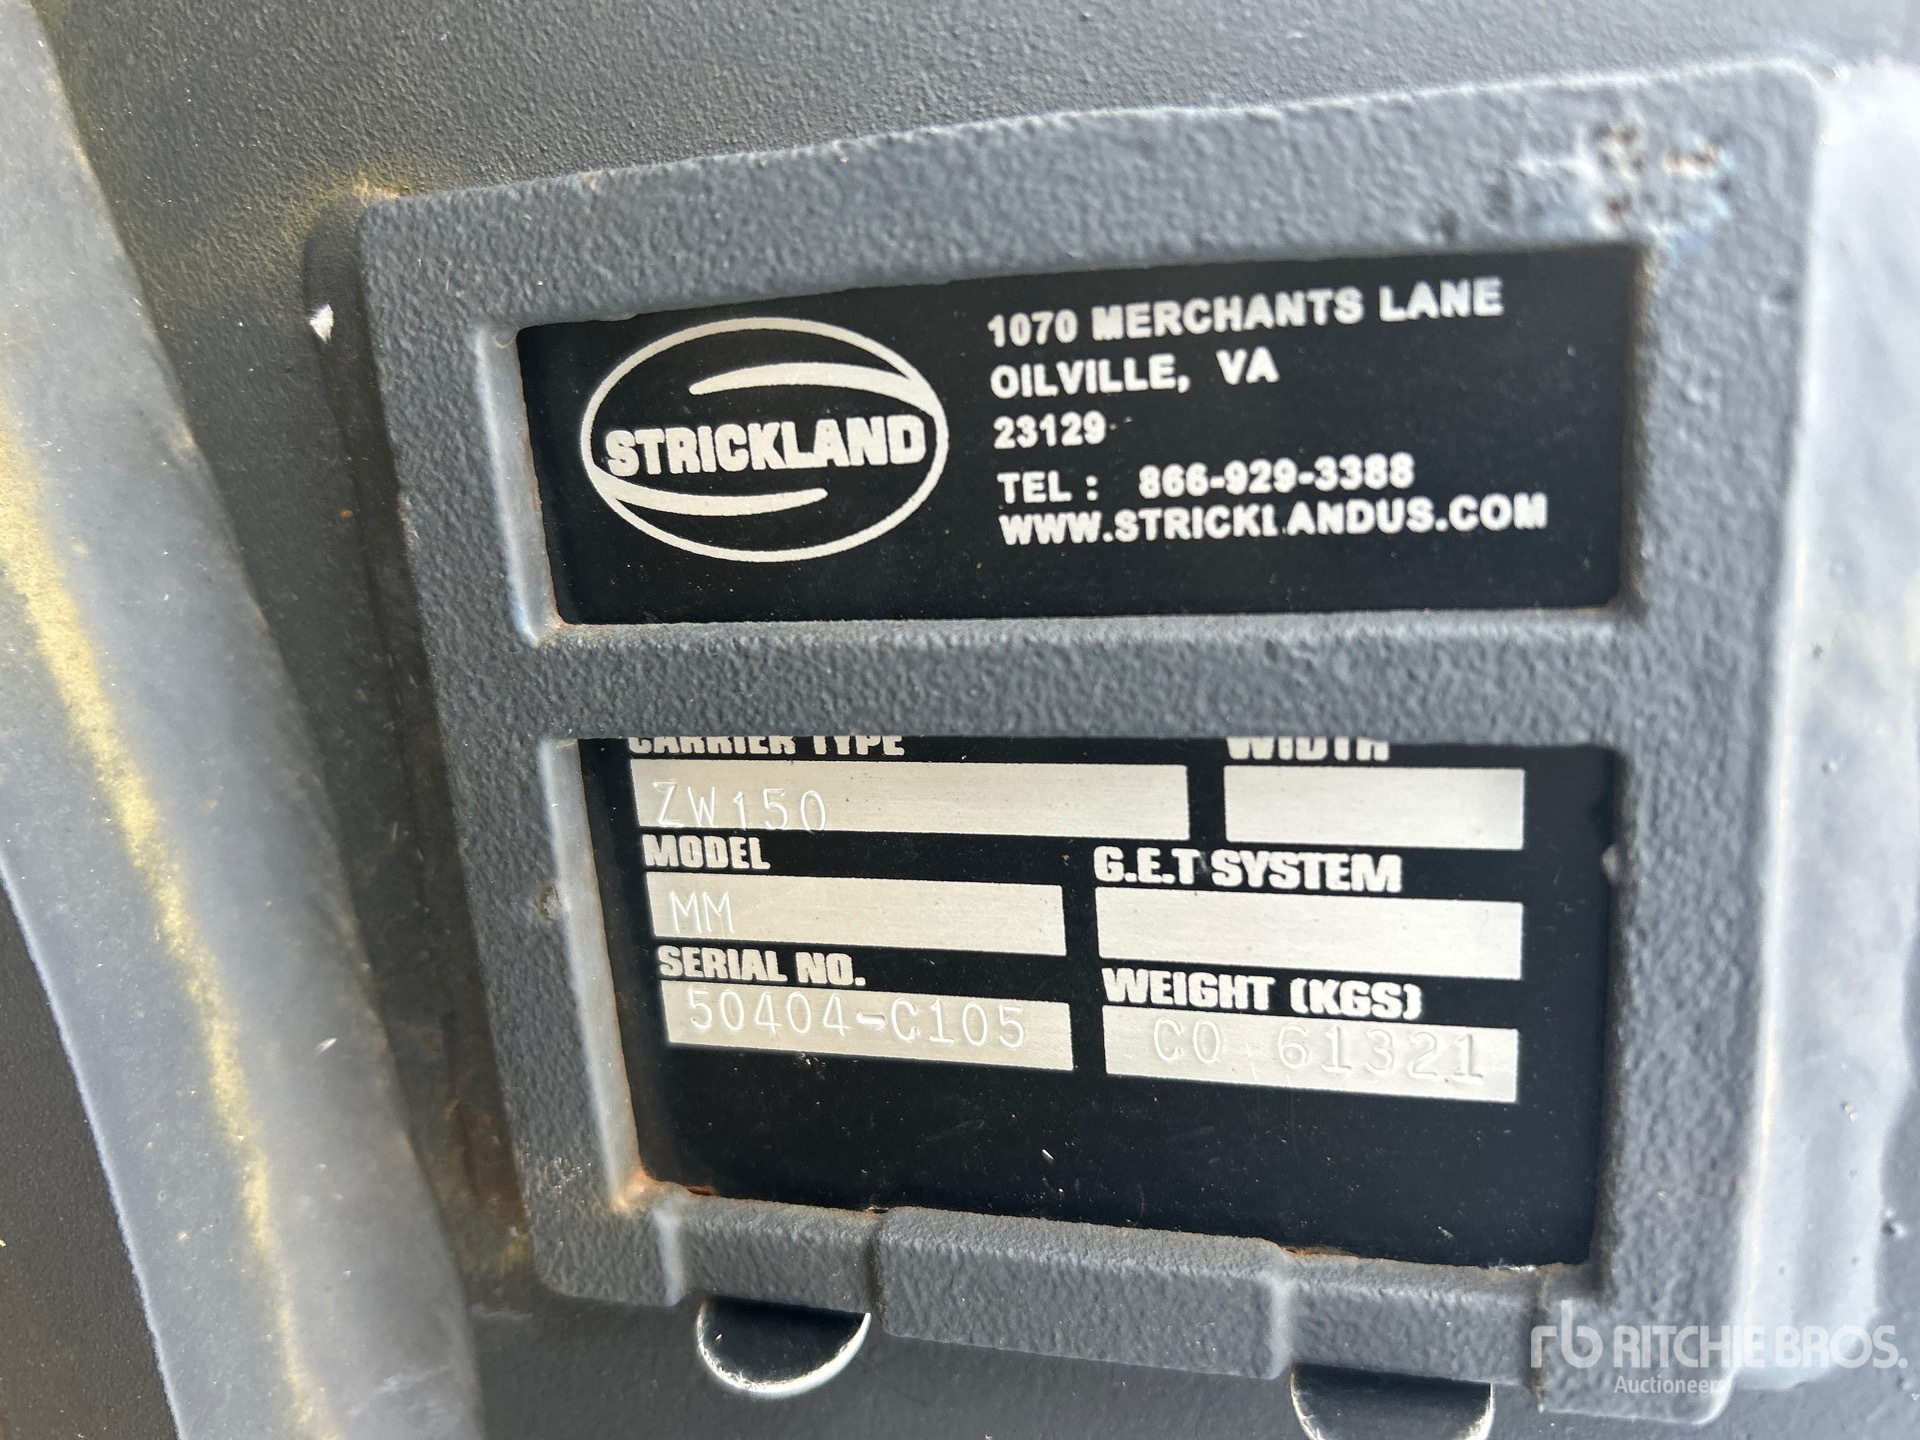 STRICKLAND
1070 MERCHANTS LANE
OILVILLE, VA
23129
TEL : 866-929-3388
WWW.STRICKLANDUS.COM
CARRIER TYPE WIDTH
ZW150
MODEL G.E.T SYSTEM
MM
SERIAL NO. WEIGHT (KGS)
50404-C105 CO 61321
rb RITCHIE BROS.
Auctioneers